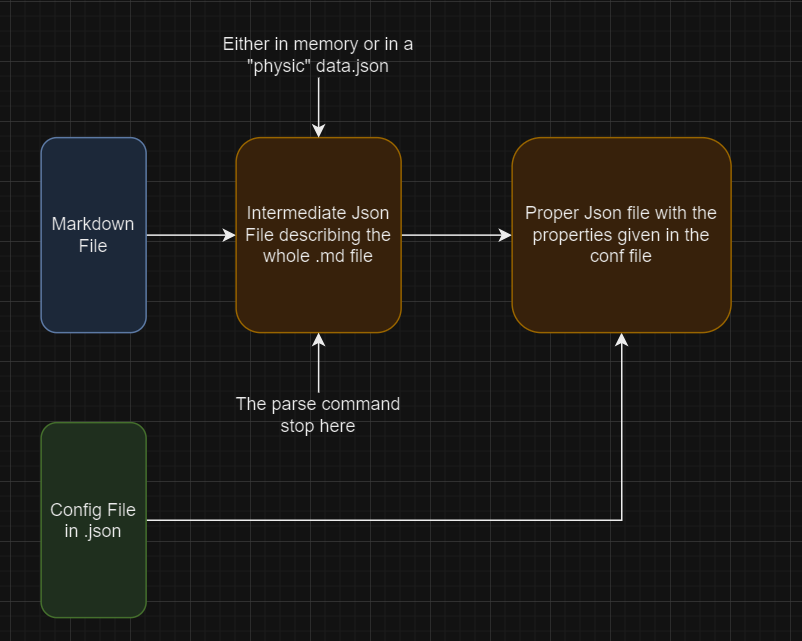 Either in memory or in a
"physic" data.json
Markdown
File
Intermediate Json
File describing the
whole .md file
Proper Json file with the
properties given in the
conf file
The parse command
stop here
Config File
in .json